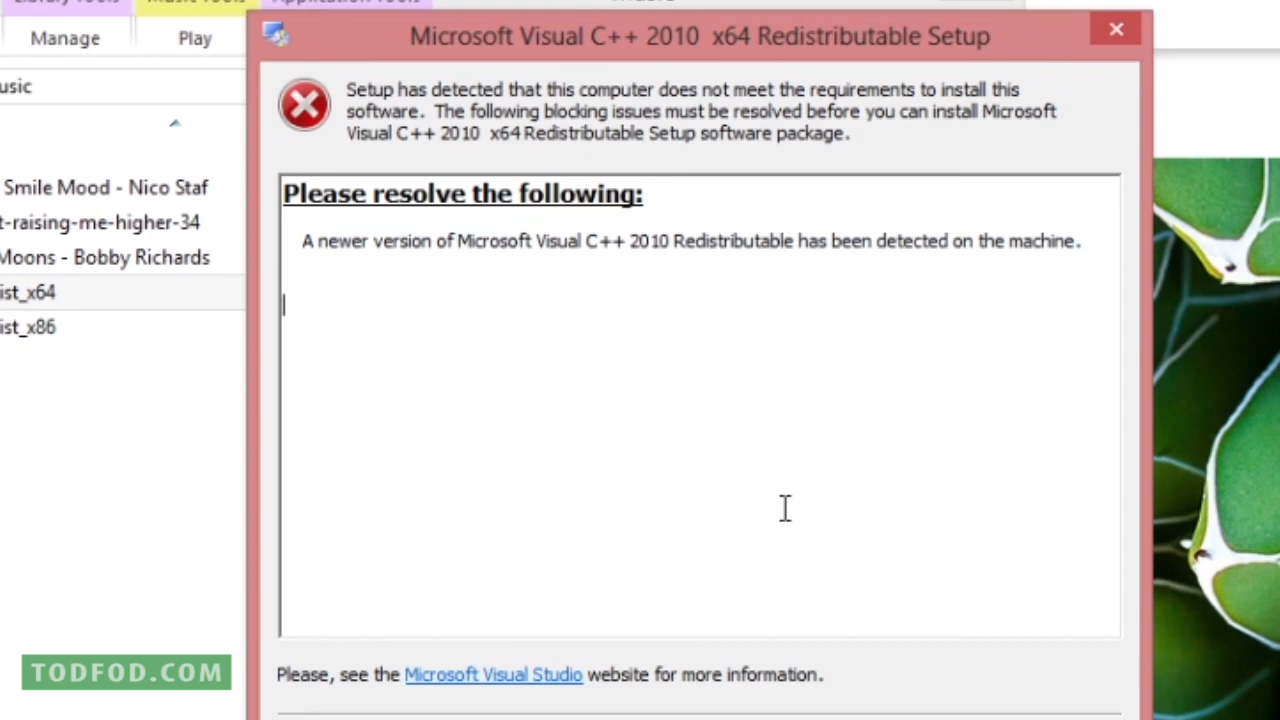 Manage
Play
Microsoft Visual C++ 2010 x64 Redistributable Setup
usic
Setup has detected that this computer does not meet the requirements to install this
software. The following blocking issues must be resolved before you can install Microsoft
Visual C++ 2010 x64 Redistributable Setup software package.
Please resolve the following:
A newer version of Microsoft Visual C++ 2010 Redistributable has been detected on the machine.
Smile Mood - Nico Staf
t-raising-me-higher-34
Moons - Bobby Richards
ist_x64
ist_x86
Please, see the Microsoft Visual Studio website for more information.
TODFOD.COM